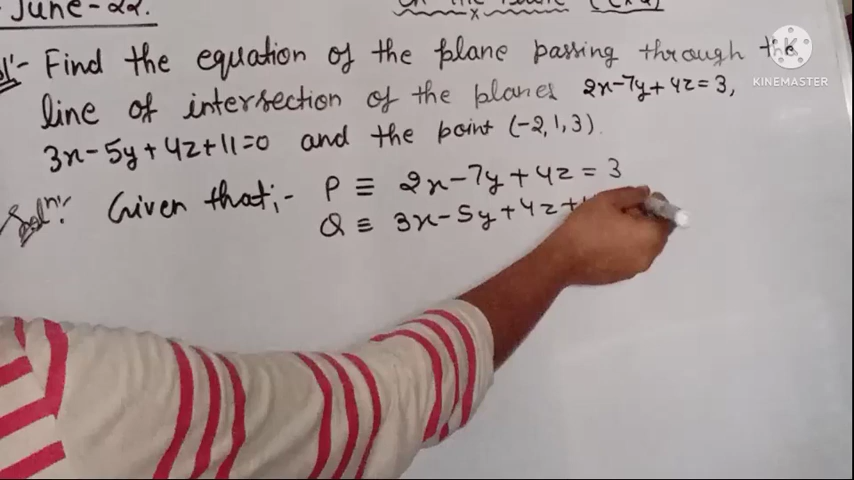 June-22.
KINEMASTER
Find the equation of the plane passing through the
line of intersection of the planes 2x-7y+4z=3,
3x-5y+4z+11=0 and the point (-2,1,3).
Soln:- Given that;- P ≡ 2x-7y+4z=3
Q ≡ 3x-5y+4z+